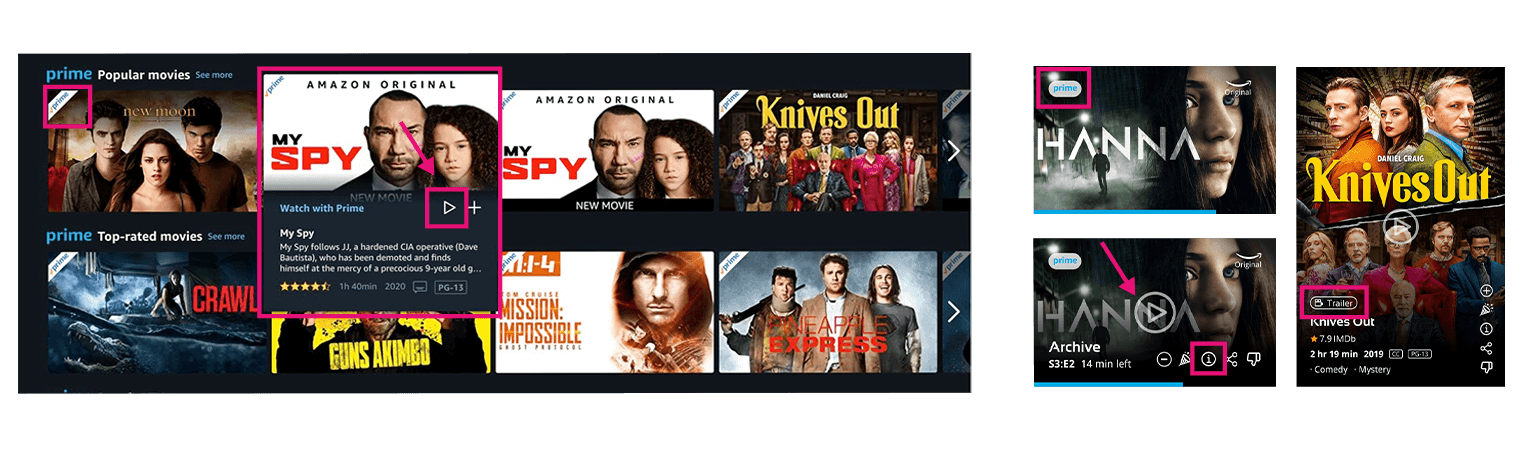 prime Popular movies See more
prime
new moon
prime
AMAZON ORIGINAL
MY
SPY
NEW MOVIE
Watch with Prime
My Spy
My Spy follows JJ, a hardened CIA operative (Dave
Bautista), who has been demoted and finds
himself at the mercy of a precocious 9-year old g...
1h 40min 2020 PG-13
prime
AMAZON ORIGINAL
MY
SPY
NEW MOVIE
prime
DANIEL CRAIG
Knives Out
prime Top-rated movies See more
prime
CRAWL
GUNS AKIMBO
M:I-4
TOM CRUISE
MISSION:
IMPOSSIBLE
GHOST PROTOCOL
prime
PINEAPPLE
EXPRESS
prime
prime
Original
HANNA
prime
Original
HANNA
Archive
S3:E2 14 min left
DANIEL CRAIG
Knives Out
Trailer
Knives Out
7.9 IMDb
2 hr 19 min 2019 CC PG-13
· Comedy · Mystery